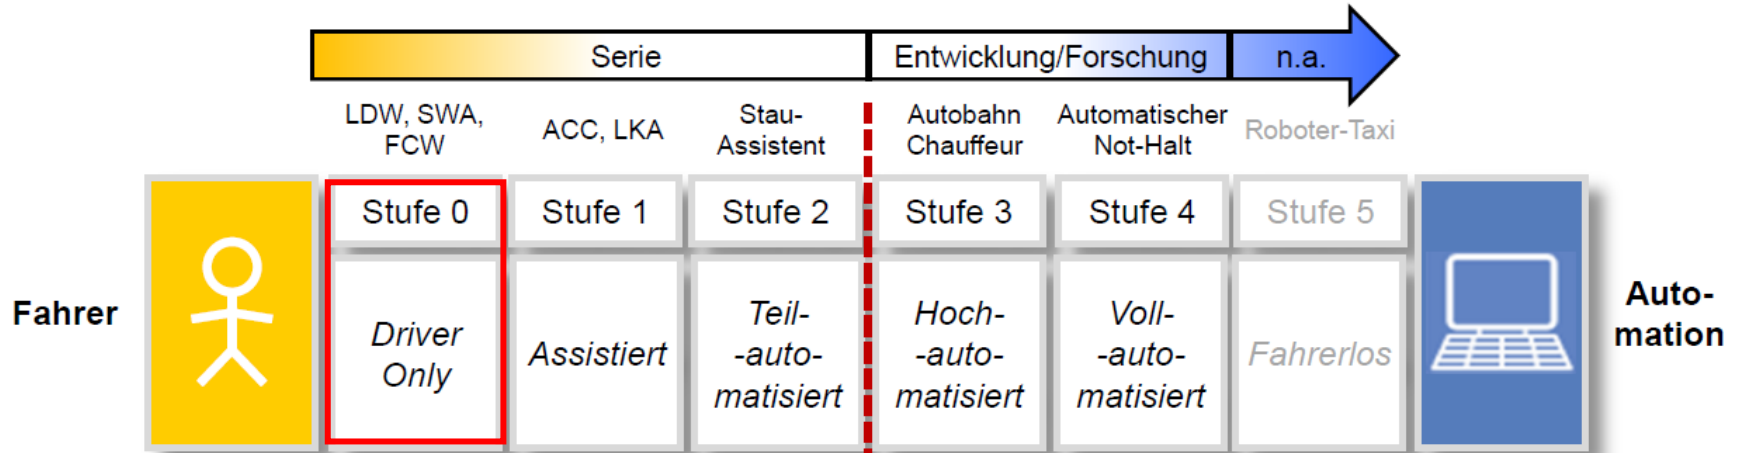 Serie
Entwicklung/Forschung
n.a.
LDW, SWA,
FCW
ACC, LKA
Stau-
Assistent
Autobahn
Chauffeur
Automatischer
Not-Halt
Roboter-Taxi
Stufe 0
Stufe 1
Stufe 2
Stufe 3
Stufe 4
Stufe 5
Fahrer
Driver
Only
Assistiert
Teil-
-auto-
matisiert
Hoch-
-auto-
matisiert
Voll-
-auto-
matisiert
Fahrerlos
Auto-
mation